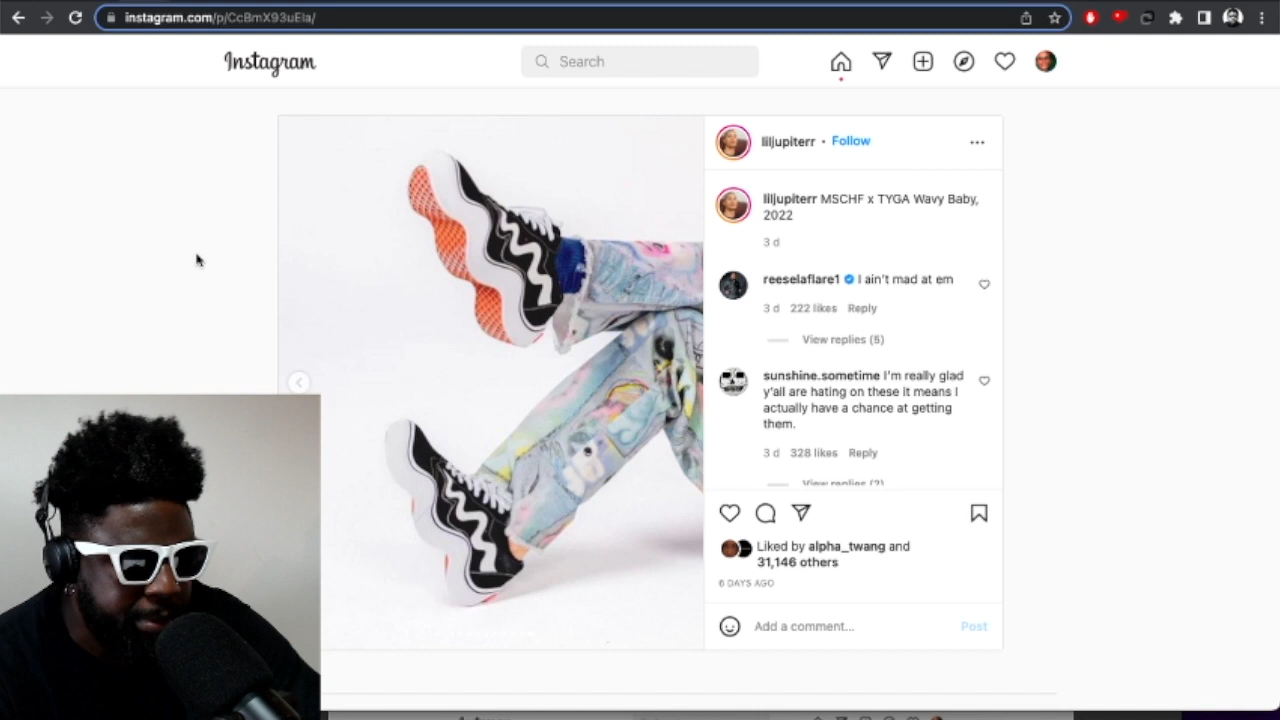 instagram.com/p/CcBmX93uEla/
Instagram
Search
liljupiterr • Follow
liljupiterr MSCHF x TYGA Wavy Baby,
2022
3 d
reeselaflare1 I ain't mad at em
3 d 222 likes Reply
View replies (5)
sunshine.sometime I'm really glad
y'all are hating on these it means I
actually have a chance at getting
them.
3 d 328 likes Reply
View replies (2)
Liked by alpha_twang and
31,146 others
6 DAYS AGO
Add a comment...
Post